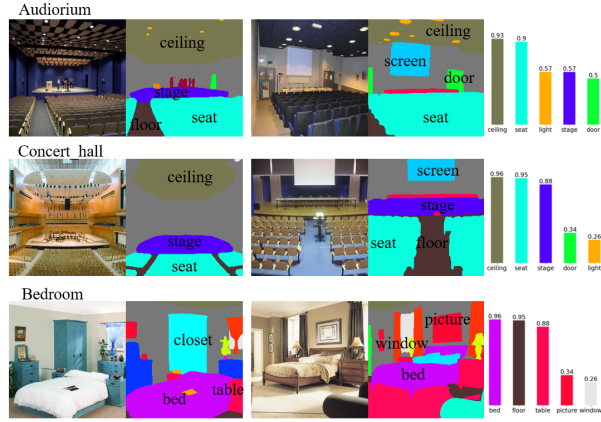 Audiorium
ceiling
stage
floor
seat
ceiling
screen
door
seat
0.93
0.9
0.57
0.57
0.5
ceiling
seat
light
stage
door
Concert_hall
ceiling
stage
seat
screen
stage
seat
floor
0.96
0.95
0.88
0.34
0.26
ceiling
seat
stage
door
light
Bedroom
closet
bed
table
picture
window
bed
0.96
0.95
0.88
0.34
0.26
bed
floor
table
picture
window